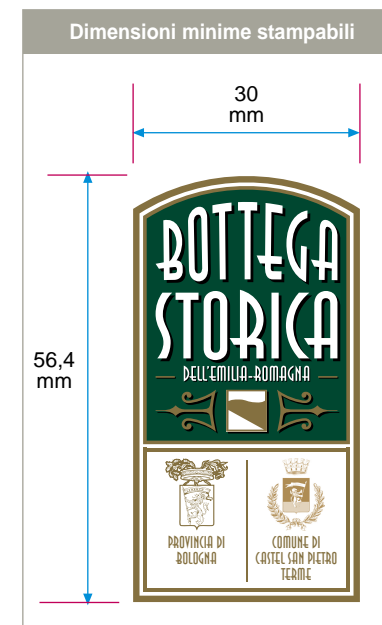 Dimensioni minime stampabili
30
mm
56,4
mm
BOTTEGA
STORICA
DELL'EMILIA-ROMAGNA
PROVINCIA DI
BOLOGNA
COMUNE DI
CASTEL SAN PIETRO
TERME